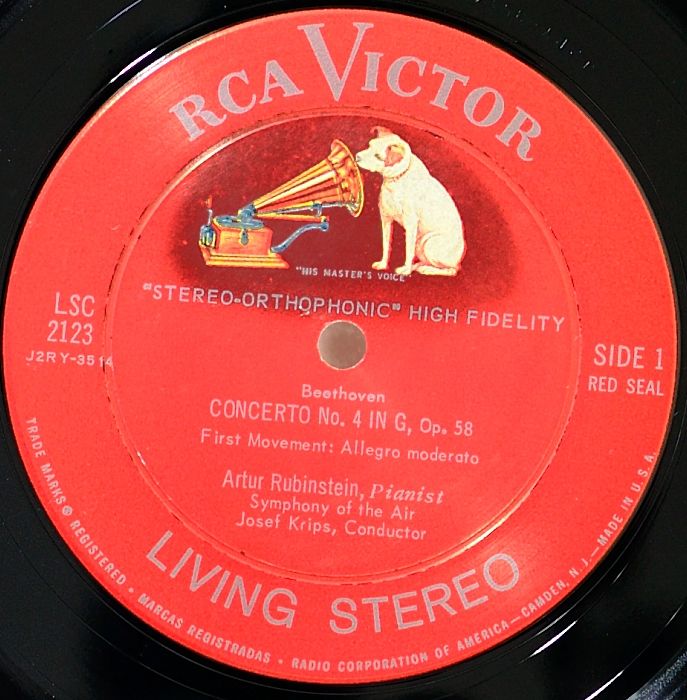 RCA VICTOR
"HIS MASTER'S VOICE"
"STEREO-ORTHOPHONIC" HIGH FIDELITY
LSC
2123
J2RY-3514
SIDE 1
RED SEAL
Beethoven
CONCERTO No. 4 IN G, Op. 58
First Movement: Allegro moderato
Artur Rubinstein, Pianist
Symphony of the Air
Josef Krips, Conductor
LIVING STEREO
TRADE MARKS ® REGISTERED • MARCAS REGISTRADAS • RADIO CORPORATION OF AMERICA—CAMDEN, N. J.—MADE IN U.S.A.